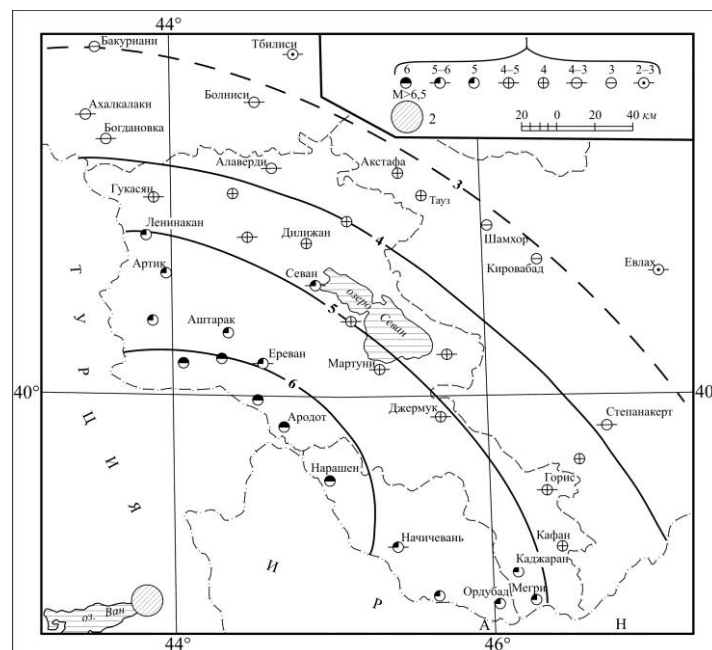 44°
Бакуриани
Тбилиси
1
6 5–6 5 4–5 4 4–3 3 2–3
М>6,5
2
20 0 20 40 км
Ахалкалаки
Болниси
Богдановка
3
Алаверди
Акстафа
Гукасян
Тауз
Ленинакан
4
Шамхор
Дилижан
Кировабад
Евлах
Артик
Севан
озеро Севан
5
Аштарак
Ереван
Мартуни
6
40°
40
Джермук
Степанакерт
Ародот
Нарашен
Горис
Начичевань
Кафан
Каджаран
Ордубад
Мегри
ТУРЦИЯ
ИРАН
оз. Ван
44°
46°